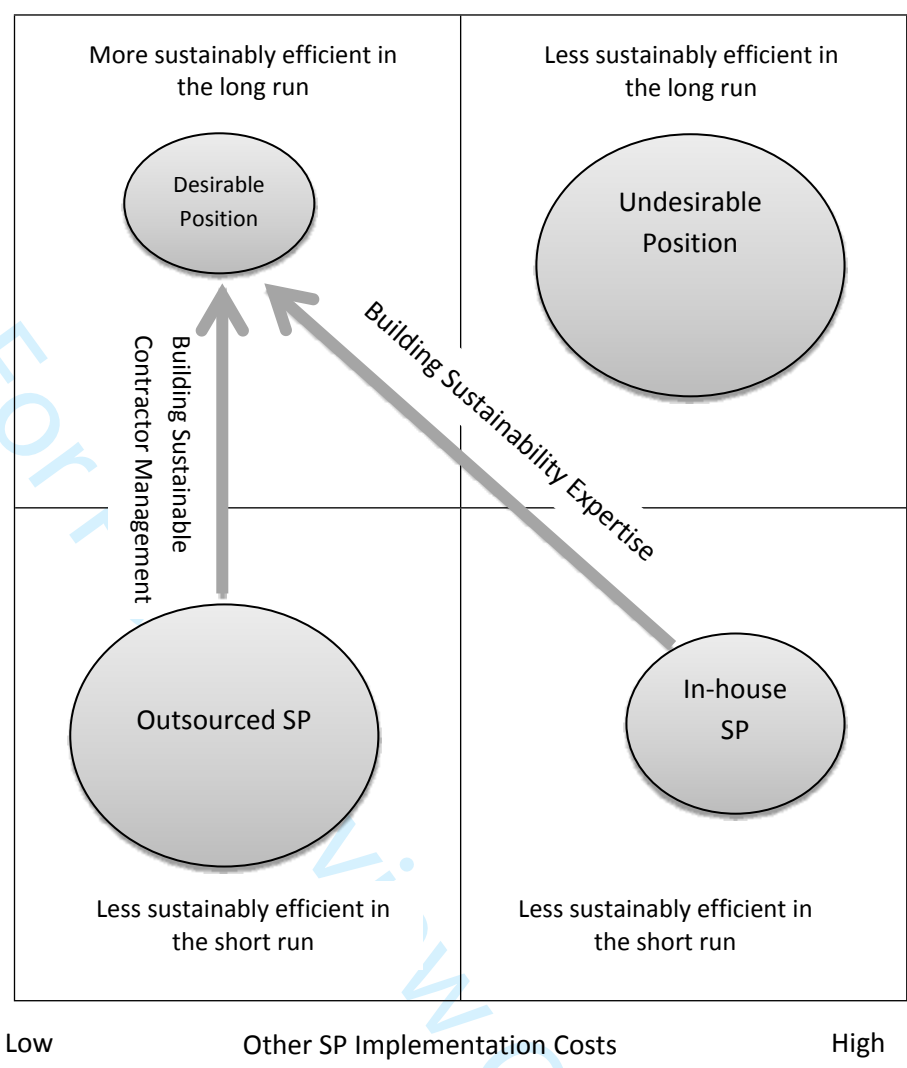 More sustainably efficient in
the long run
Less sustainably efficient in
the long run
Desirable
Position
Undesirable
Position
Building Sustainable
Contractor Management
Building Sustainability Expertise
Outsourced SP
In-house
SP
Less sustainably efficient in
the short run
Less sustainably efficient in
the short run
Low
Other SP Implementation Costs
High
For